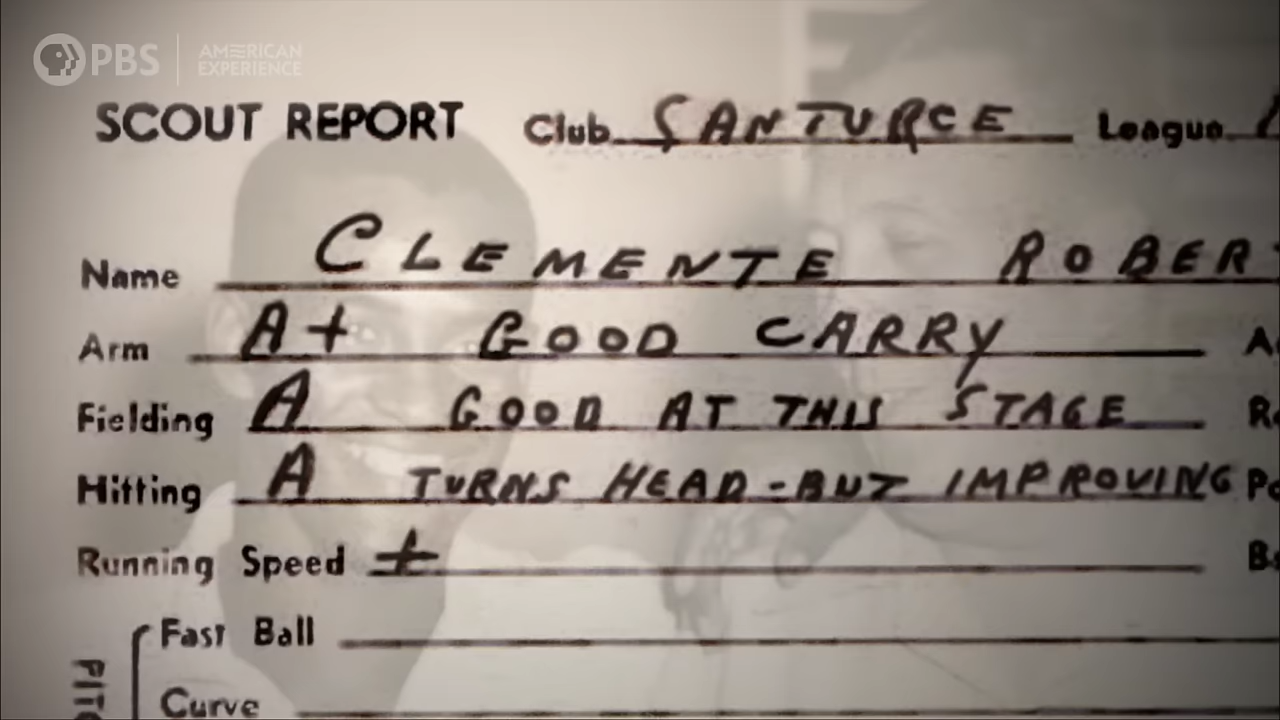 PBS AMERICAN EXPERIENCE
SCOUT REPORT Club SANTURCE League
Name CLEMENTE ROBER
Arm A+ GOOD CARRY
Fielding A GOOD AT THIS STAGE
Hitting A TURNS HEAD-BUT IMPROVING
Running Speed +
Fast Ball
Curve